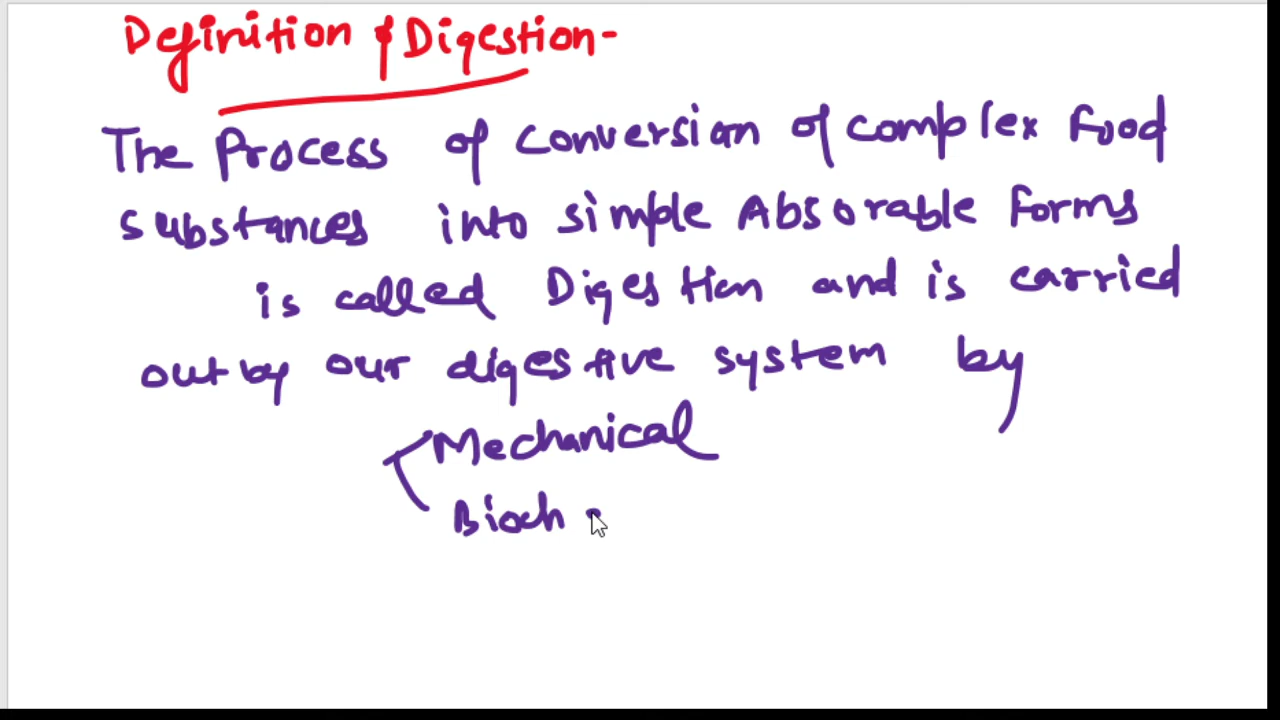 Definition of Digestion-
The Process of conversion of complex Food
substances into simple Absorable Forms
is called Digestion and is carried
out by our digestive system by
Mechanical
Bioch